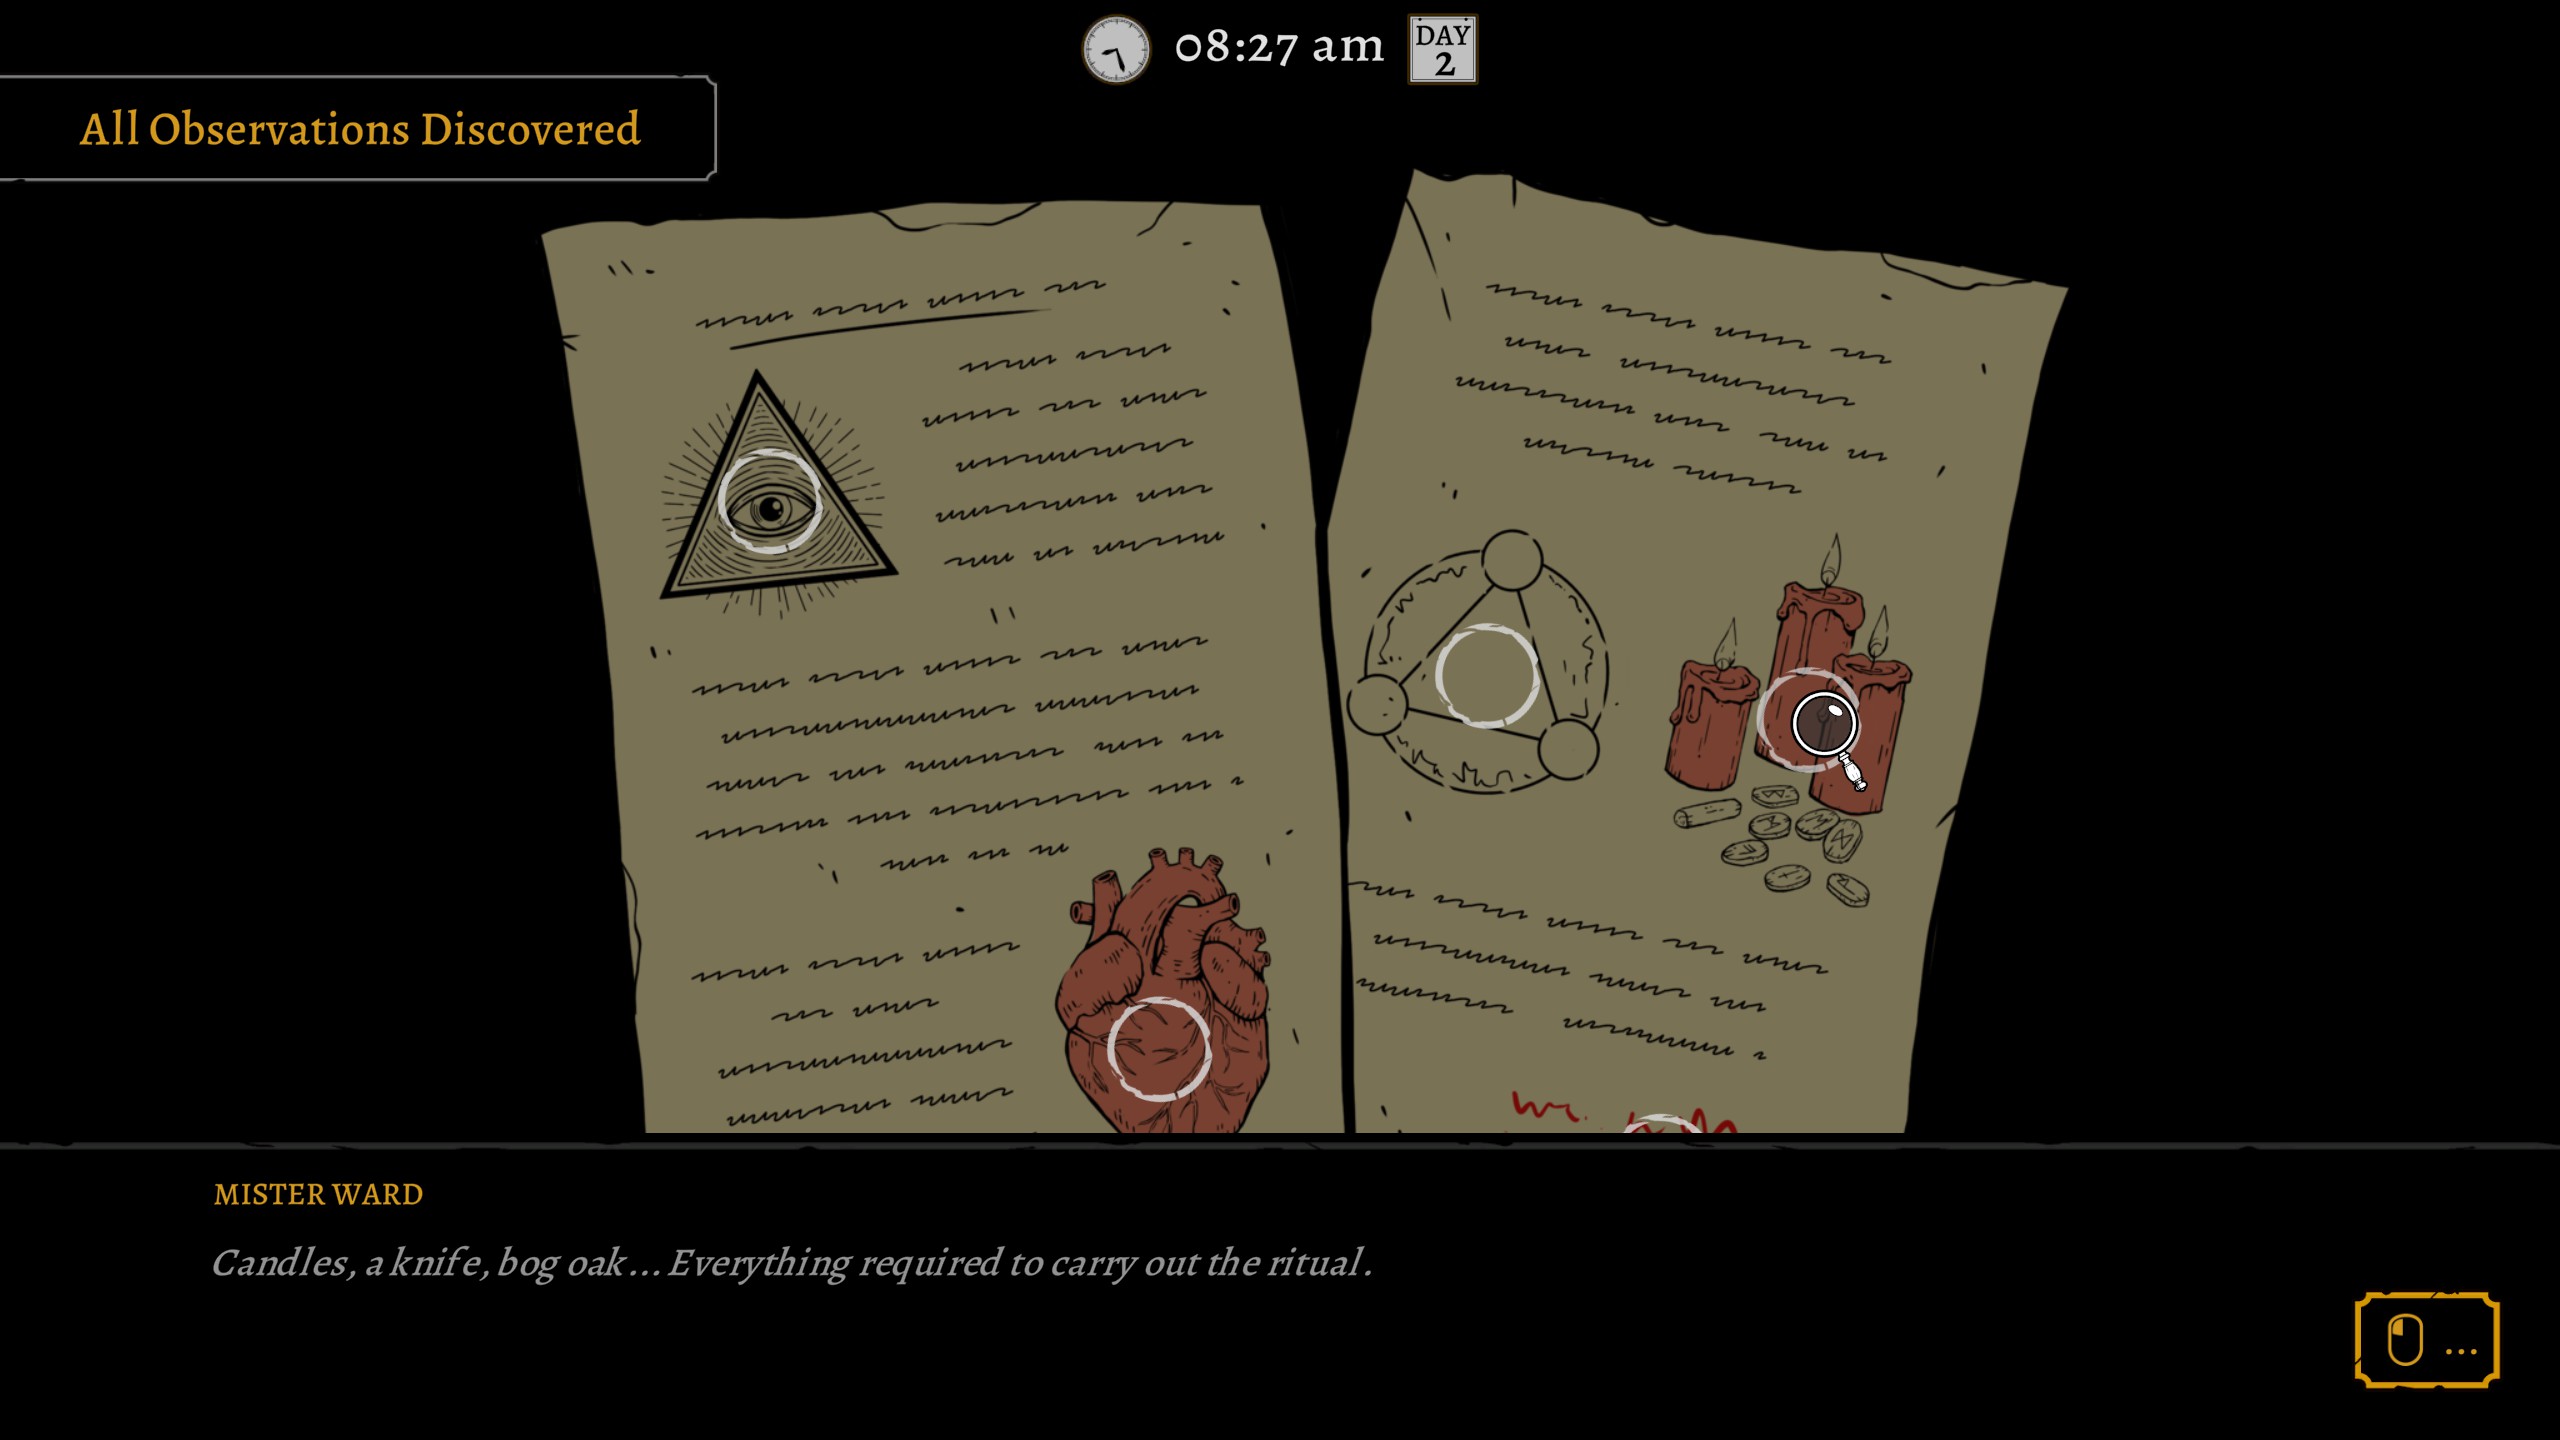 08:27 am
DAY
2
All Observations Discovered
MISTER WARD
Candles, a knife, bog oak... Everything required to carry out the ritual.
...